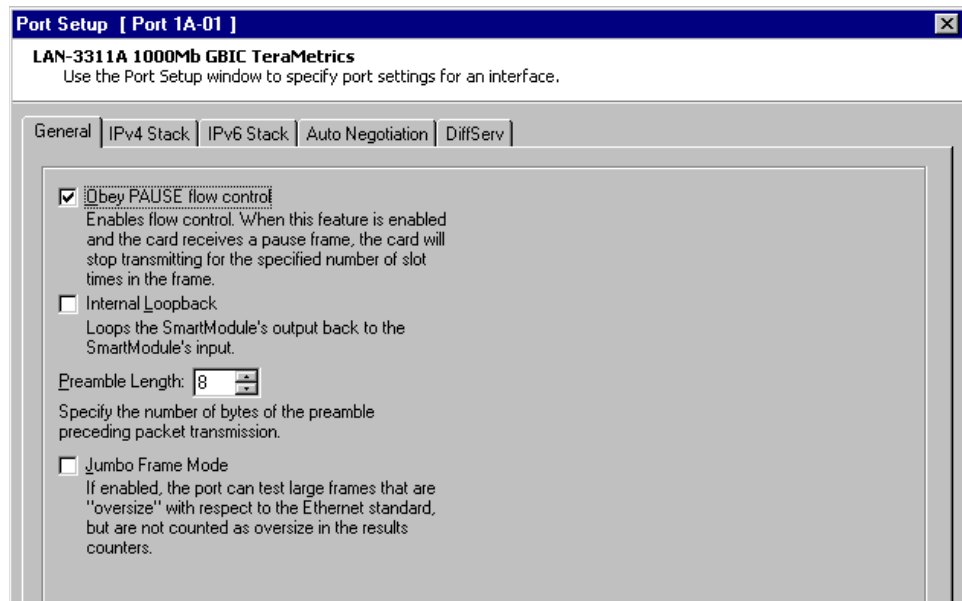 Port Setup [ Port 1A-01 ]
LAN-3311A 1000Mb GBIC TeraMetrics
Use the Port Setup window to specify port settings for an interface.
General IPv4 Stack IPv6 Stack Auto Negotiation DiffServ
Obey PAUSE flow control
Enables flow control. When this feature is enabled
and the card receives a pause frame, the card will
stop transmitting for the specified number of slot
times in the frame.
Internal Loopback
Loops the SmartModule's output back to the
SmartModule's input.
Preamble Length: 8
Specify the number of bytes of the preamble
preceding packet transmission.
Jumbo Frame Mode
If enabled, the port can test large frames that are
"oversize" with respect to the Ethernet standard,
but are not counted as oversize in the results
counters.